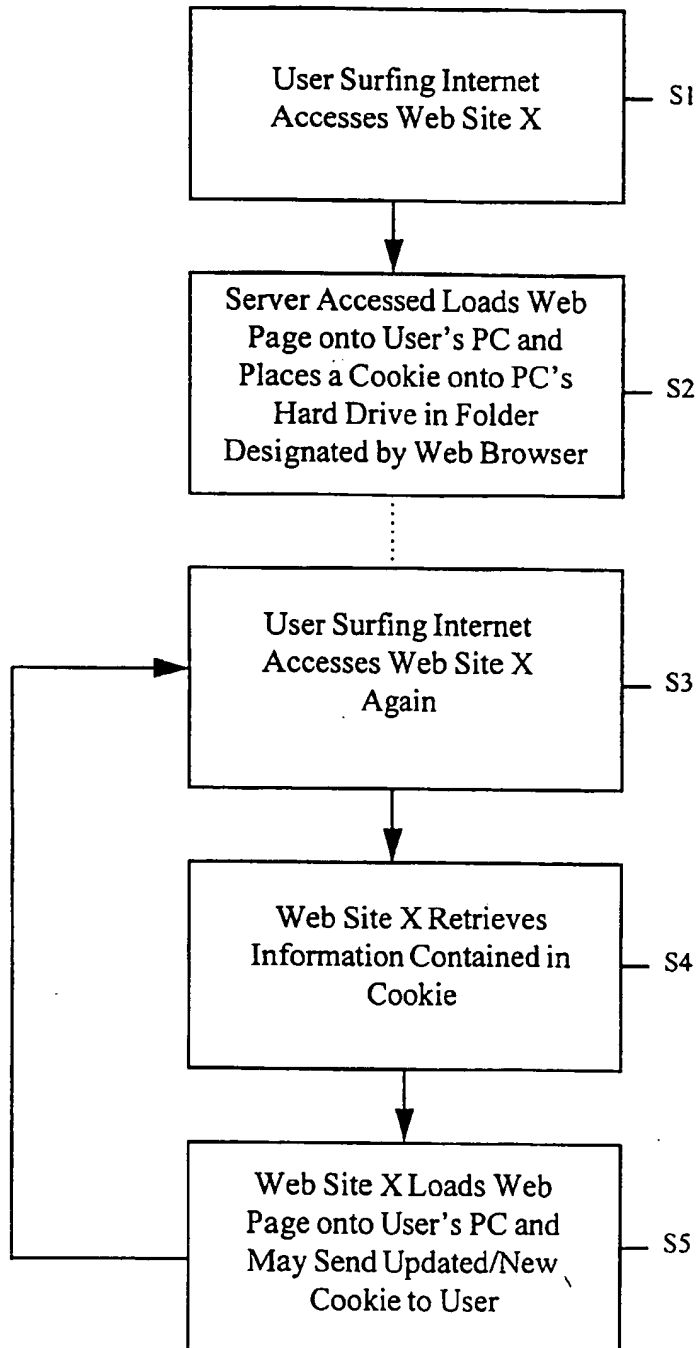 User Surfing Internet
Accesses Web Site X
S1
Server Accessed Loads Web
Page onto User's PC and
Places a Cookie onto PC's
Hard Drive in Folder
Designated by Web Browser
S2
User Surfing Internet
Accesses Web Site X
Again
S3
Web Site X Retrieves
Information Contained in
Cookie
S4
Web Site X Loads Web
Page onto User's PC and
May Send Updated/New
Cookie to User
S5